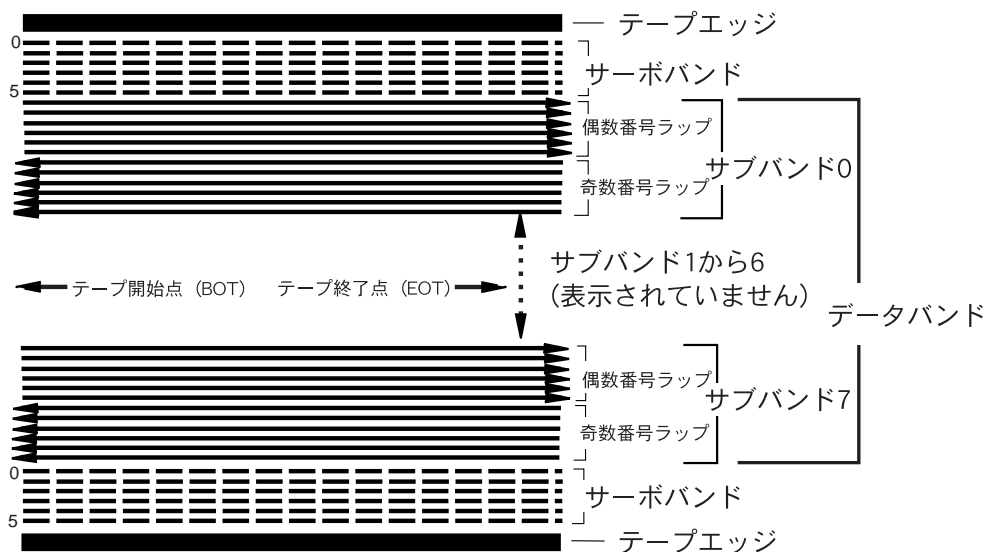 テープエッジ
0
サーボバンド
5
偶数番号ラップ
サブバンド0
奇数番号ラップ
サブバンド1から6
(表示されていません)
テープ開始点 (BOT)
テープ終了点 (EOT)
データバンド
偶数番号ラップ
サブバンド7
奇数番号ラップ
0
サーボバンド
5
テープエッジ